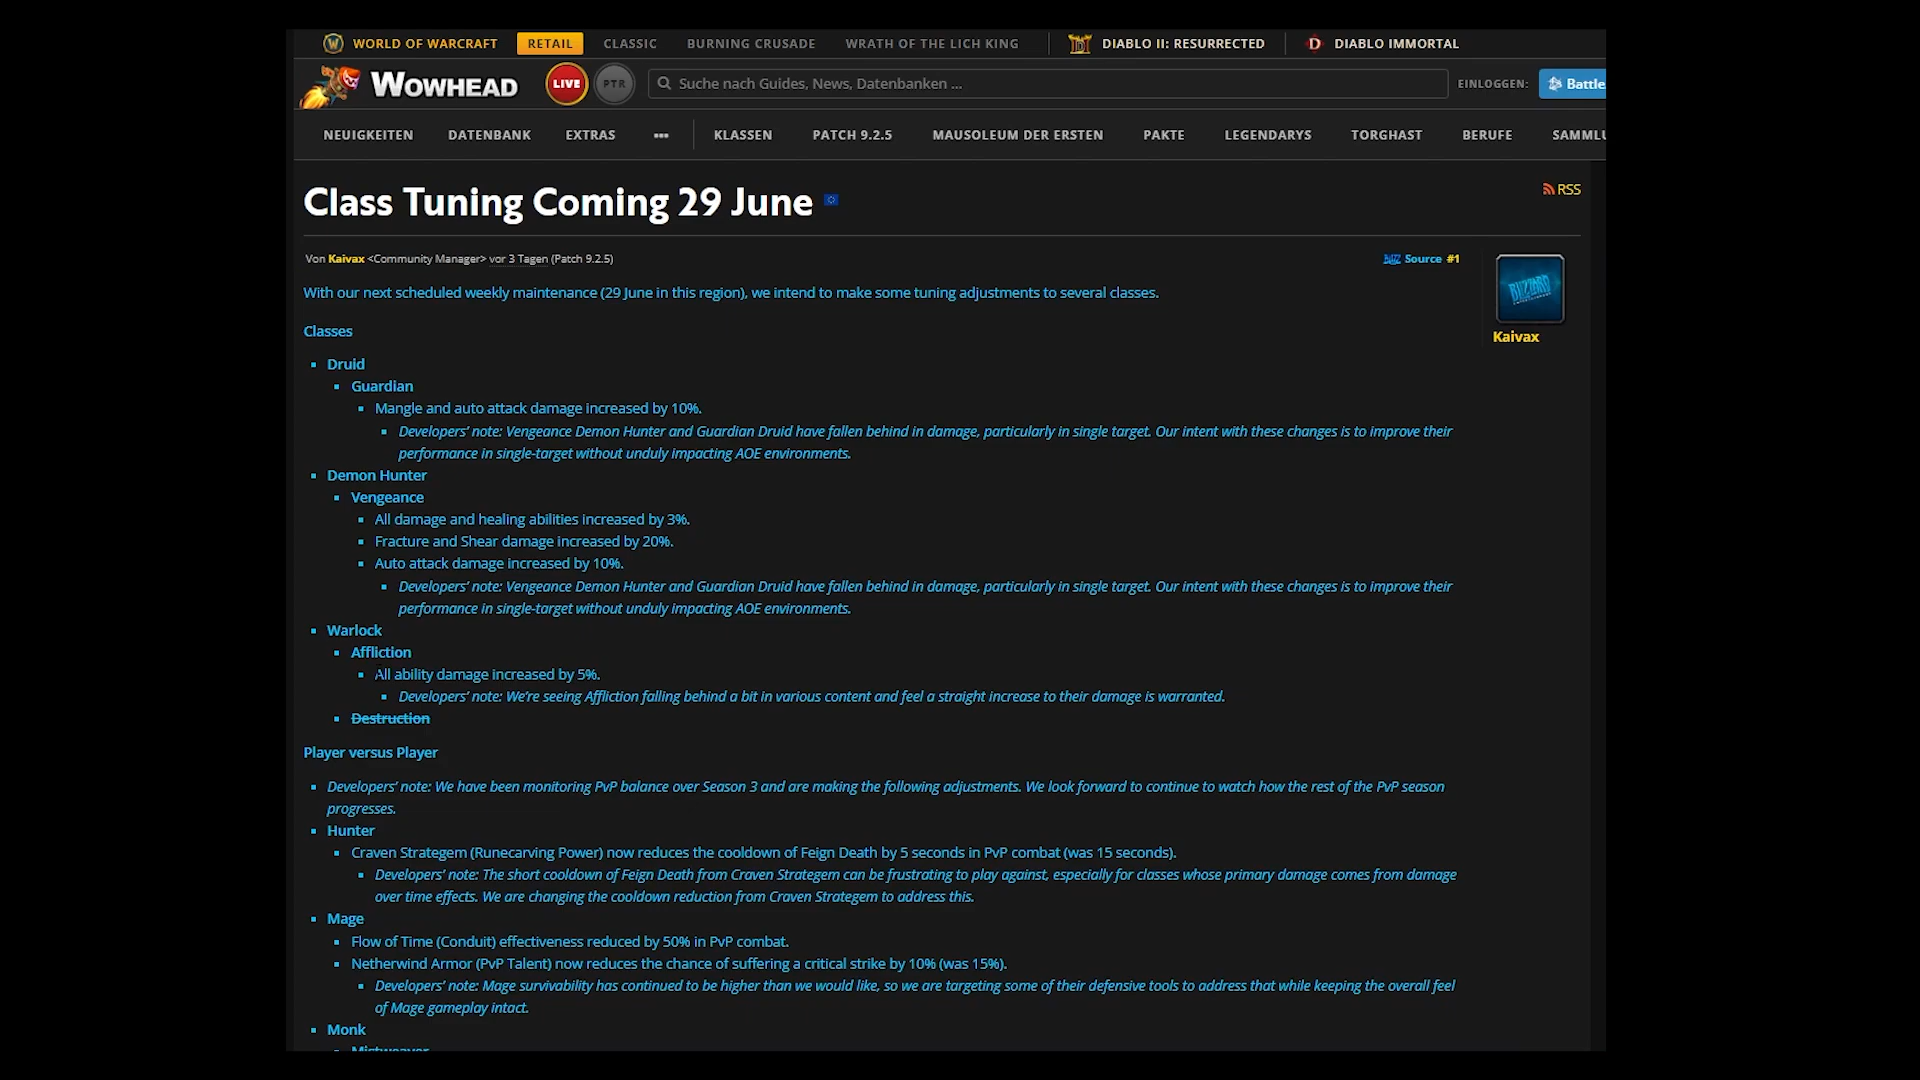 WORLD OF WARCRAFT RETAIL CLASSIC BURNING CRUSADE WRATH OF THE LICH KING DIABLO II: RESURRECTED DIABLO IMMORTAL
WOWHEAD LIVE PTR Suche nach Guides, News, Datenbanken ... EINLOGGEN: Battle
NEUIGKEITEN DATENBANK EXTRAS ••• KLASSEN PATCH 9.2.5 MAUSOLEUM DER ERSTEN PAKTE LEGENDARYS TORGHAST BERUFE SAMMLU
Class Tuning Coming 29 June
RSS
Von Kaivax <Community Manager> vor 3 Tagen (Patch 9.2.5)
Source #1
BLIZZARD
Kaivax
With our next scheduled weekly maintenance (29 June in this region), we intend to make some tuning adjustments to several classes.
Classes
Druid
Guardian
Mangle and auto attack damage increased by 10%.
Developers' note: Vengeance Demon Hunter and Guardian Druid have fallen behind in damage, particularly in single target. Our intent with these changes is to improve their
performance in single-target without unduly impacting AOE environments.
Demon Hunter
Vengeance
All damage and healing abilities increased by 3%.
Fracture and Shear damage increased by 20%.
Auto attack damage increased by 10%.
Developers' note: Vengeance Demon Hunter and Guardian Druid have fallen behind in damage, particularly in single target. Our intent with these changes is to improve their
performance in single-target without unduly impacting AOE environments.
Warlock
Affliction
All ability damage increased by 5%.
Developers' note: We're seeing Affliction falling behind a bit in various content and feel a straight increase to their damage is warranted.
Destruction
Player versus Player
Developers' note: We have been monitoring PvP balance over Season 3 and are making the following adjustments. We look forward to continue to watch how the rest of the PvP season
progresses.
Hunter
Craven Strategem (Runecarving Power) now reduces the cooldown of Feign Death by 5 seconds in PvP combat (was 15 seconds).
Developers' note: The short cooldown of Feign Death from Craven Strategem can be frustrating to play against, especially for classes whose primary damage comes from damage
over time effects. We are changing the cooldown reduction from Craven Strategem to address this.
Mage
Flow of Time (Conduit) effectiveness reduced by 50% in PvP combat.
Netherwind Armor (PvP Talent) now reduces the chance of suffering a critical strike by 10% (was 15%).
Developers' note: Mage survivability has continued to be higher than we would like, so we are targeting some of their defensive tools to address that while keeping the overall feel
of Mage gameplay intact.
Monk
Mistweaver